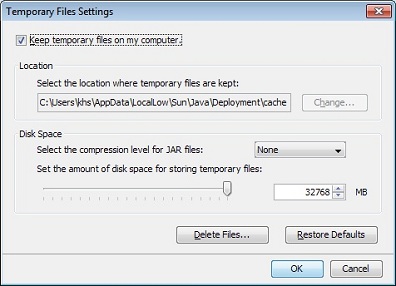 Temporary Files Settings
Keep temporary files on my computer.
Location
Select the location where temporary files are kept:
C:\Users\khs\AppData\LocalLow\Sun\Java\Deployment\cache
Change...
Disk Space
Select the compression level for JAR files:
None
Set the amount of disk space for storing temporary files:
32768 MB
Delete Files...
Restore Defaults
OK
Cancel